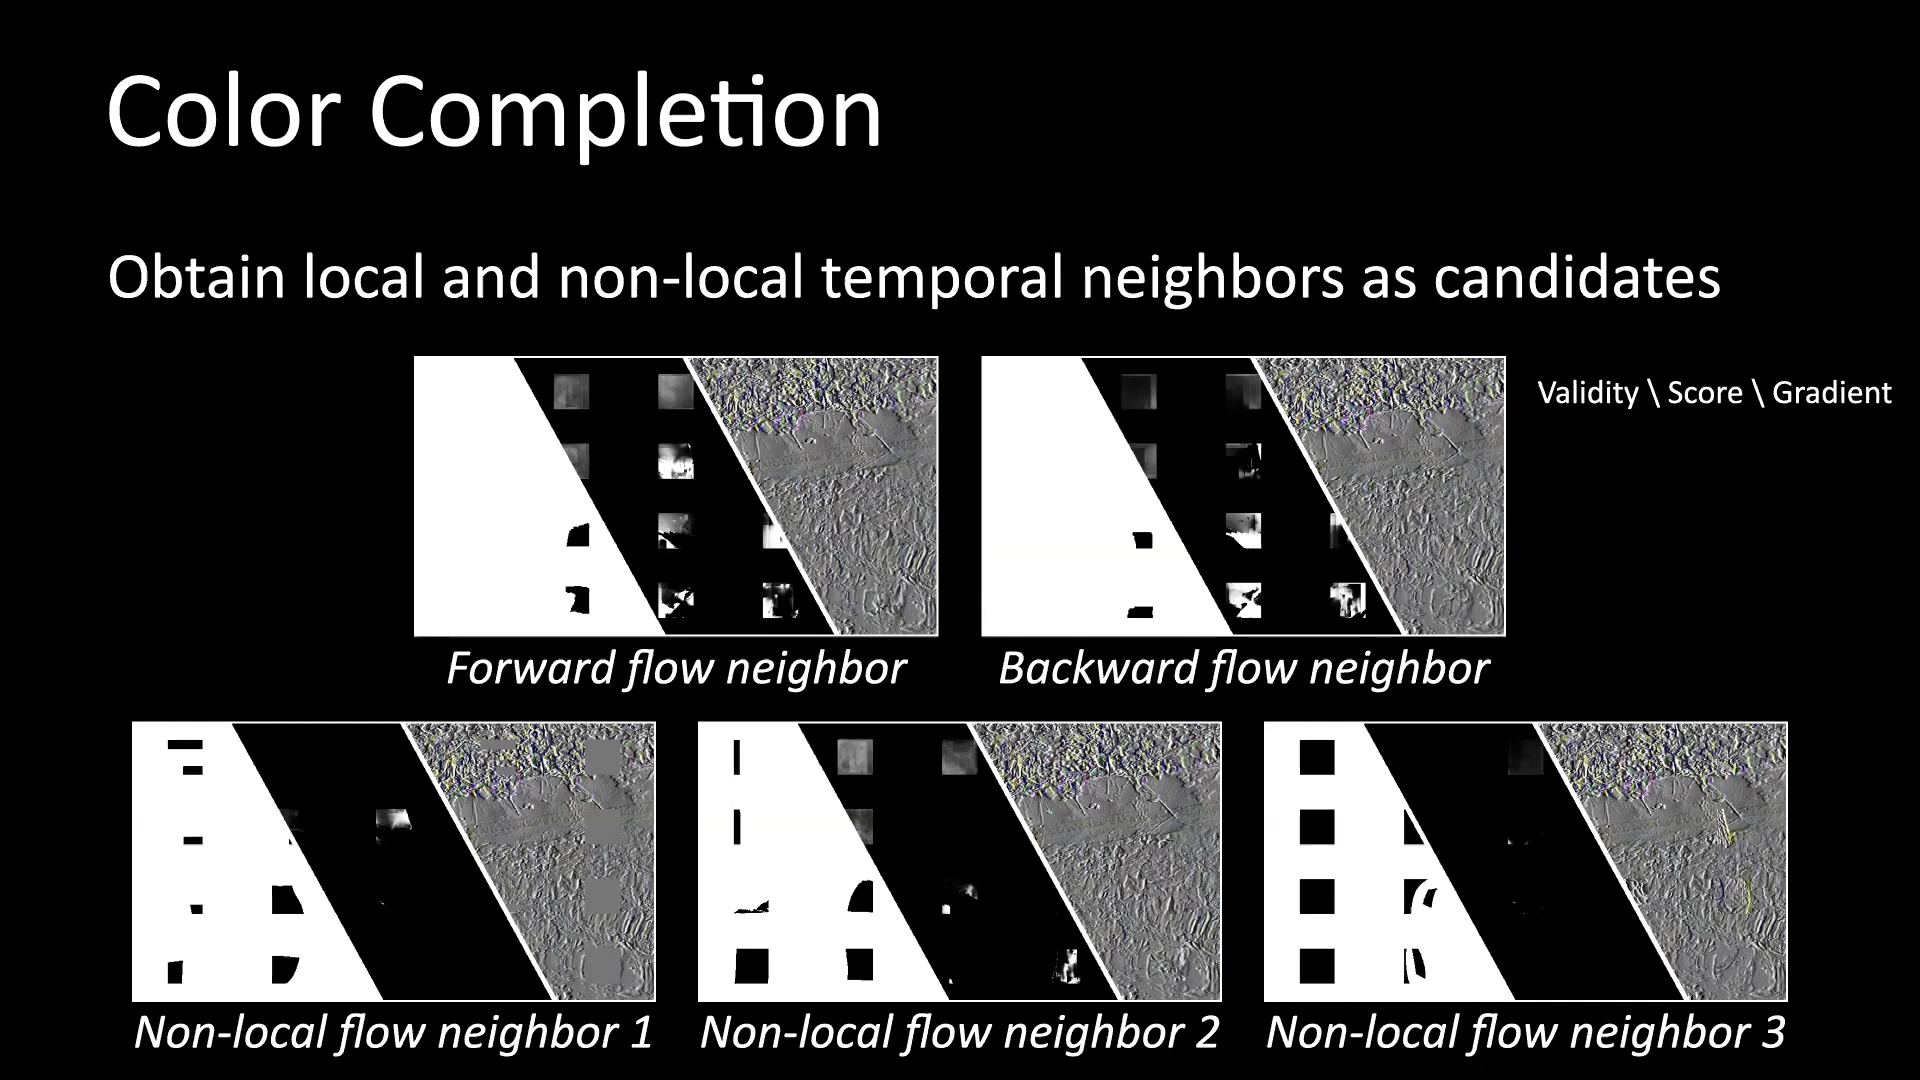 Color Completion
Obtain local and non-local temporal neighbors as candidates
Validity \ Score \ Gradient
Forward flow neighbor
Backward flow neighbor
Non-local flow neighbor 1
Non-local flow neighbor 2
Non-local flow neighbor 3